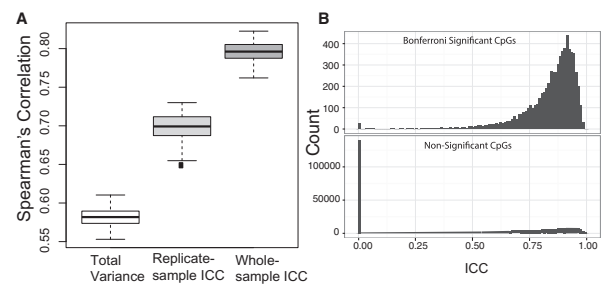 A
Spearman's Correlation
0.80
0.75
0.70
0.65
0.60
0.55
Total
Variance
Replicate-
sample ICC
Whole-
sample ICC
B
Count
Bonferroni Significant CpGs
400
300
200
100
0
Non-Significant CpGs
100000
50000
0
0.00 0.25 0.50 0.75 1.00
ICC